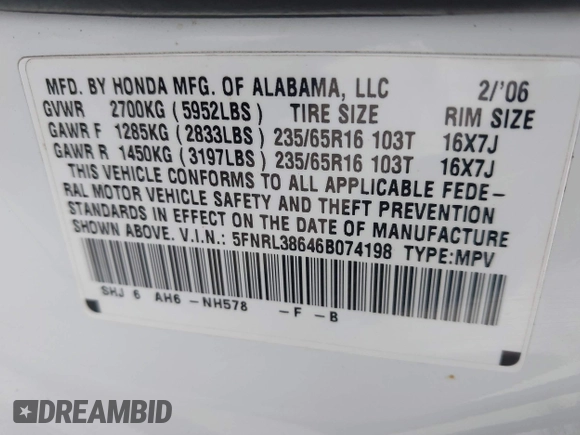 MFD. BY HONDA MFG. OF ALABAMA, LLC 2/'06
GVWR 2700KG (5952LBS) TIRE SIZE RIM SIZE
GAWR F 1285KG (2833LBS) 235/65R16 103T 16X7J
GAWR R 1450KG (3197LBS) 235/65R16 103T 16X7J
THIS VEHICLE CONFORMS TO ALL APPLICABLE FEDE-
RAL MOTOR VEHICLE SAFETY AND THEFT PREVENTION
STANDARDS IN EFFECT ON THE DATE OF MANUFACTURE
SHOWN ABOVE. V.I.N.: 5FNRL38646B074198 TYPE:MPV
SHJ 6 AH6 -NH578 -F -B
DREAMBID